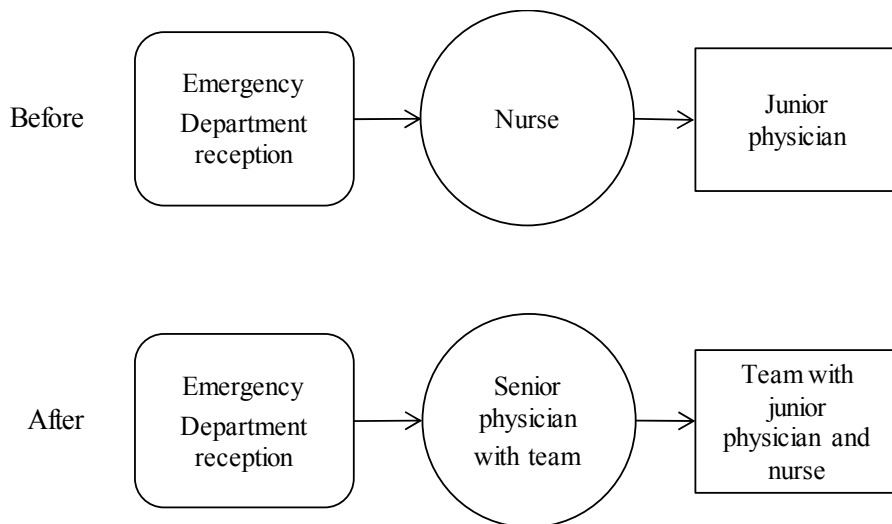 Before
Emergency
Department
reception
Nurse
Junior
physician
After
Emergency
Department
reception
Senior
physician
with team
Team with
junior
physician and
nurse